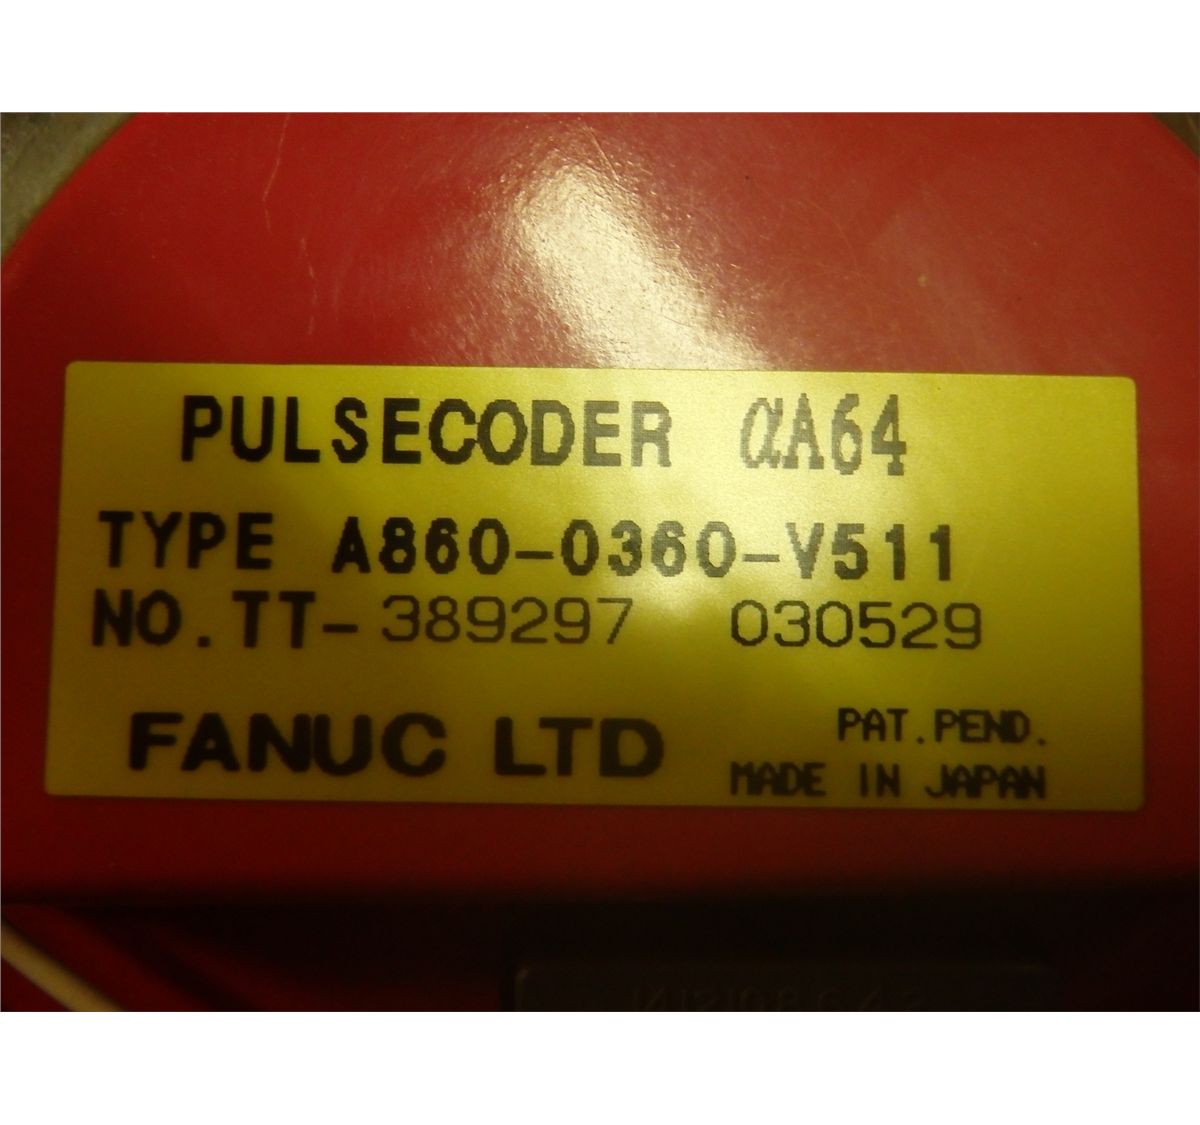 PULSECODER αA64
TYPE A860-0360-V511
NO.TT-389297 030529
FANUC LTD
PAT.PEND.
MADE IN JAPAN